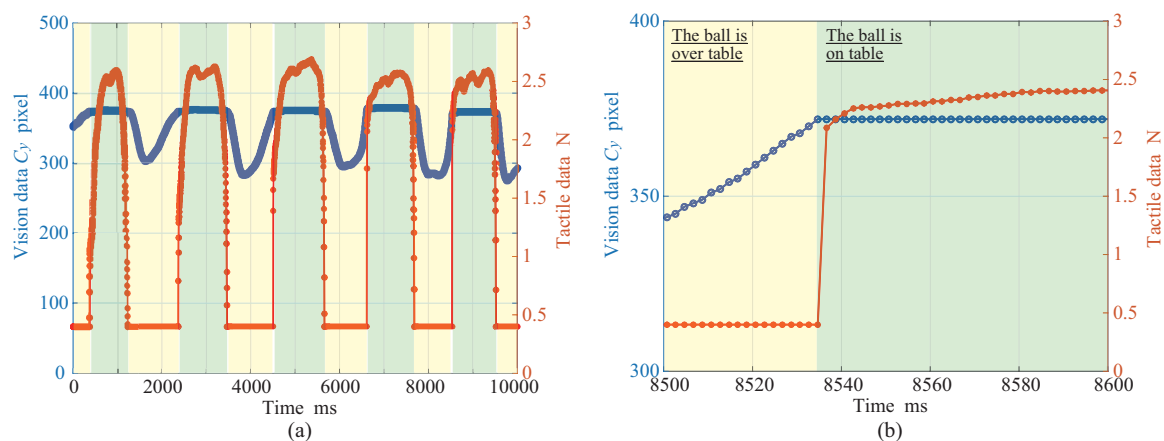 500
400
300
200
100
0
Vision data Cy pixel
3
2.5
2
1.5
1
0.5
0
Tactile data N
0 2000 4000 6000 8000 10000
Time ms
(a)
The ball is
over table
The ball is
on table
400
350
300
Vision data Cy pixel
3
2.5
2
1.5
1
0.5
0
Tactile data N
8500 8520 8540 8560 8580 8600
Time ms
(b)